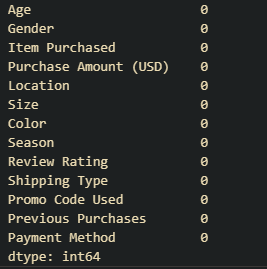 Age 0
Gender 0
Item Purchased 0
Purchase Amount (USD) 0
Location 0
Size 0
Color 0
Season 0
Review Rating 0
Shipping Type 0
Promo Code Used 0
Previous Purchases 0
Payment Method 0
dtype: int64